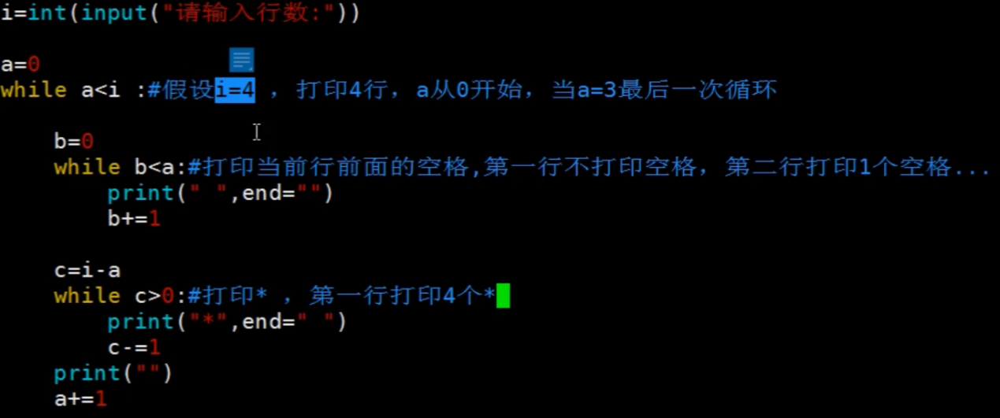 i=int(input("请输入行数:"))
a=0
while a<i :#假设i=4 ，打印4行，a从0开始，当a=3最后一次循环
    b=0
    while b<a:#打印当前行前面的空格,第一行不打印空格，第二行打印1个空格...
        print(" ",end="")
        b+=1
    c=i-a
    while c>0:#打印* ，第一行打印4个*
        print("*",end=" ")
        c-=1
    print("")
    a+=1